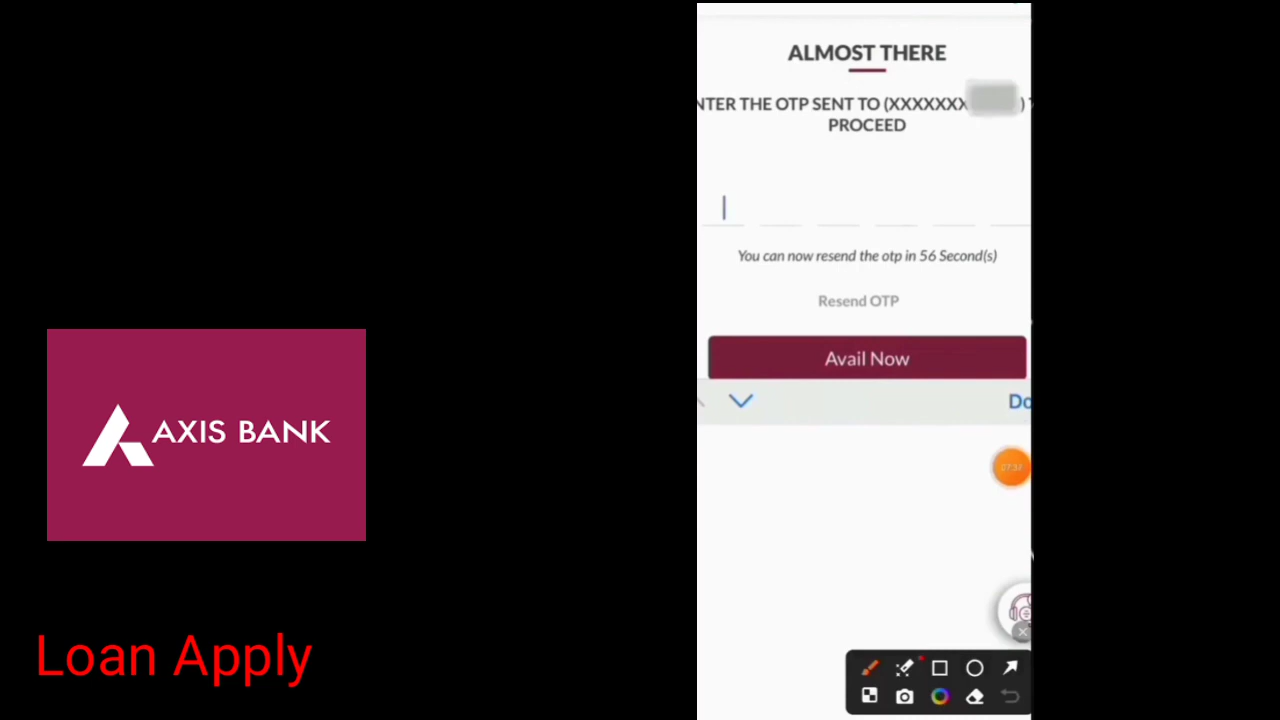 ALMOST THERE
NTER THE OTP SENT TO (XXXXXXX ) T
PROCEED
You can now resend the otp in 56 Second(s)
Resend OTP
Avail Now
Do
AXIS BANK
Loan Apply